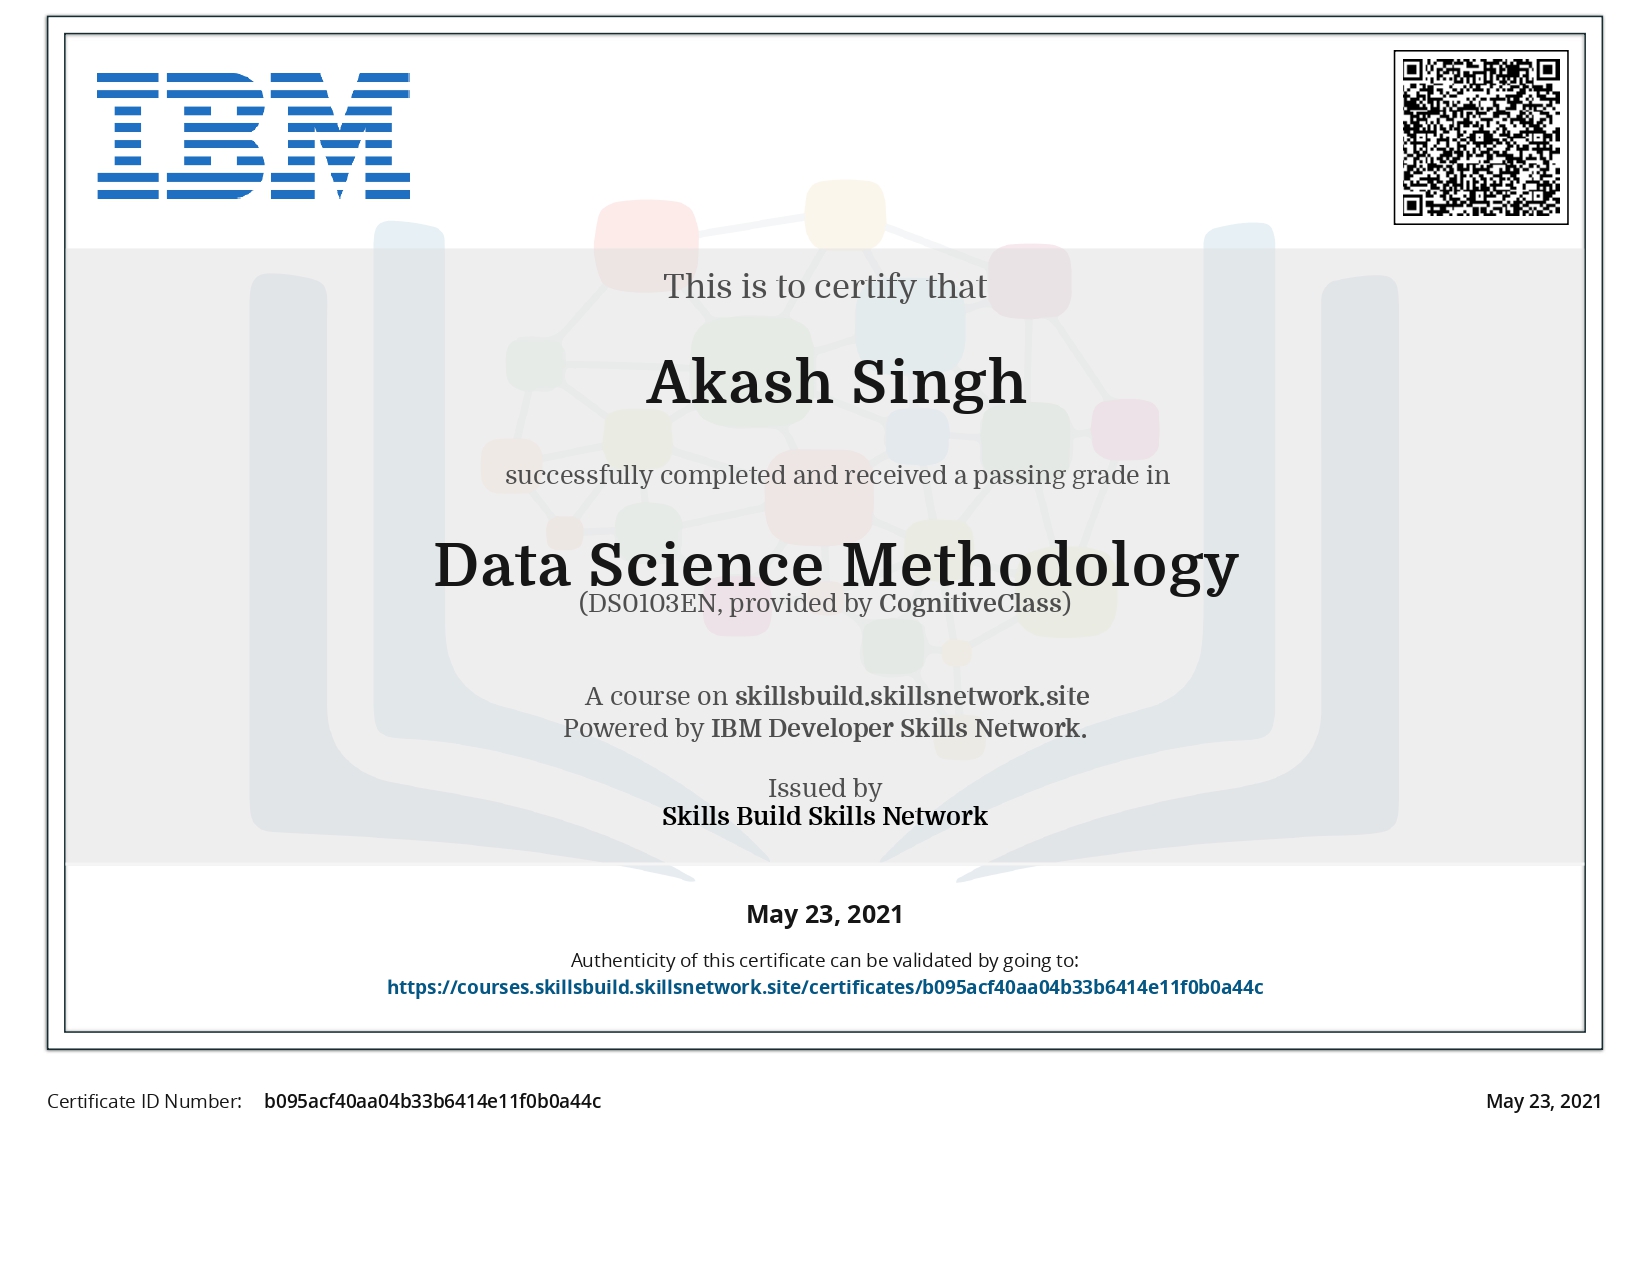 IBM
This is to certify that
Akash Singh
successfully completed and received a passing grade in
Data Science Methodology
(DS0103EN, provided by CognitiveClass)
A course on skillsbuild.skillsnetwork.site
Powered by IBM Developer Skills Network.
Issued by
Skills Build Skills Network
May 23, 2021
Authenticity of this certificate can be validated by going to:
https://courses.skillsbuild.skillsnetwork.site/certificates/b095acf40aa04b33b6414e11f0b0a44c
Certificate ID Number: b095acf40aa04b33b6414e11f0b0a44c
May 23, 2021